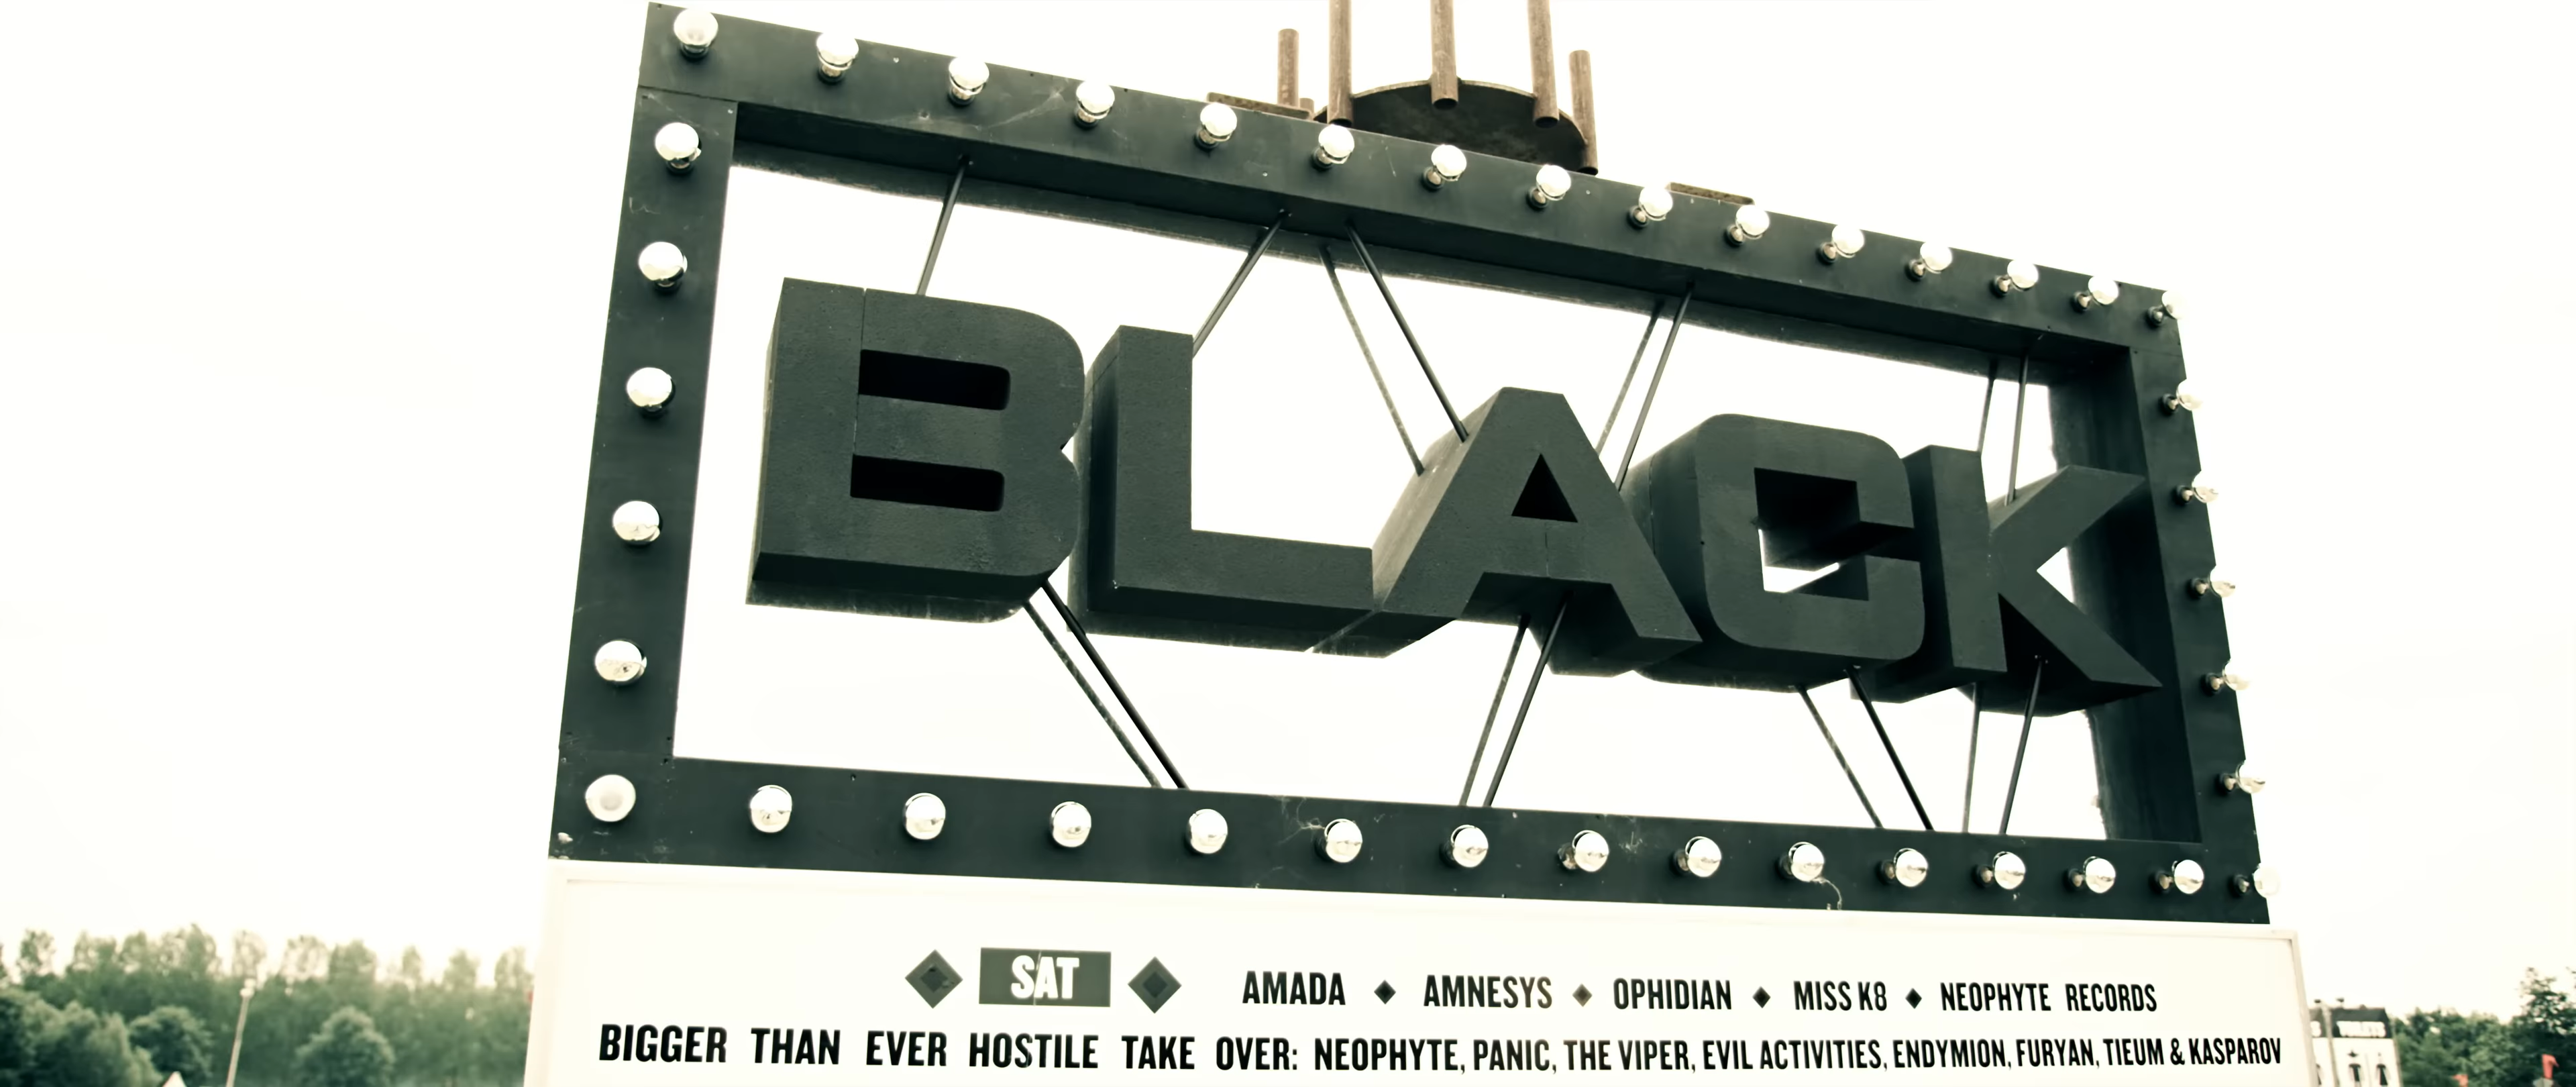 BLACK
SAT AMADA ◆ AMNESYS ◆ OPHIDIAN ◆ MISS K8 ◆ NEOPHYTE RECORDS
BIGGER THAN EVER HOSTILE TAKE OVER: NEOPHYTE, PANIC, THE VIPER, EVIL ACTIVITIES, ENDYMION, FURYAN, TIEUM & KASPAROV
TOILETS